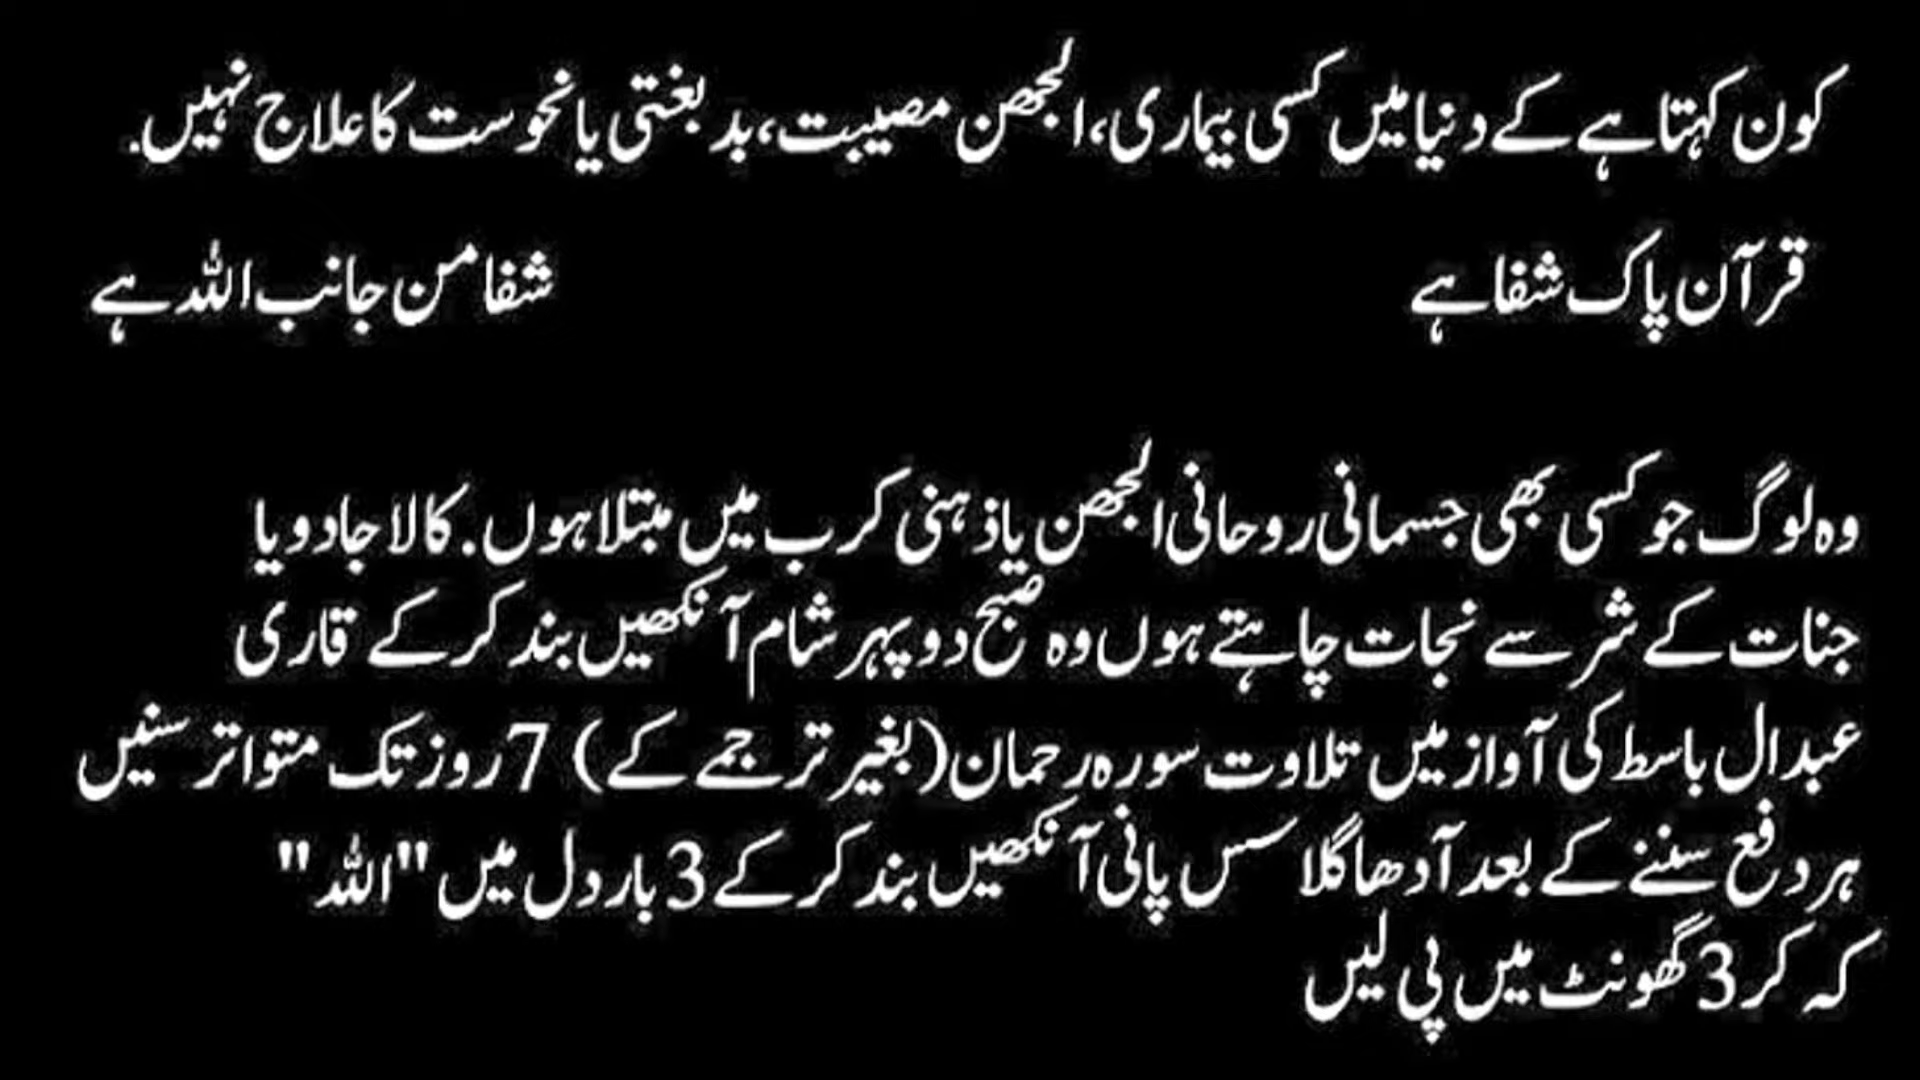 کون کہتا ہے کے دنیا میں کسی بیماری، الجھن مصیبت، بد بغتی یا نحوست کا علاج نہیں.
قرآن پاک شفا ہے شفا من جانب اللہ ہے
وہ لوگ جو کسی بھی جسمانی روحانی الجھن یا ذہنی کرب میں مبتلا ہوں. کالا جادو یا
جنات کے شر سے نجات چاہتے ہوں وہ صبح دوپہر شام آنکھیں بند کر کے قاری
عبدال باسط کی آواز میں تلاوت سورہ رحمان (بغیر ترجمے کے) 7 روز تک متواتر سنیں
ہر دفع سننے کے بعد آدھا گلاسس پانی آنکھیں بند کر کے 3 بار دل میں "اللہ"
کہ کر 3 گھونٹ میں پی لیں